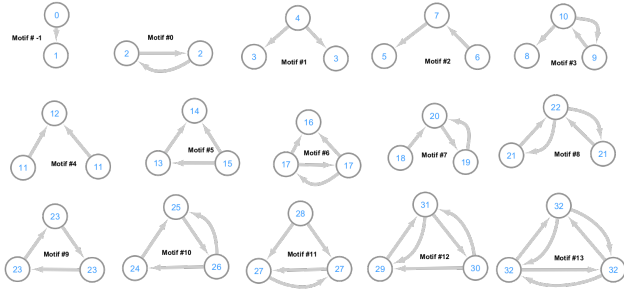 0
Motif # -1
1
2 Motif #0 2
4
3 Motif #1 3
7
5 Motif #2 6
10
8 Motif #3 9
12
11 Motif #4 11
14
13 Motif #5 15
16
17 Motif #6 17
20
18 Motif #7 19
22
21 Motif #8 21
23
23 Motif #9 23
25
24 Motif #10 26
28
27 Motif #11 27
31
29 Motif #12 30
32
32 Motif #13 32